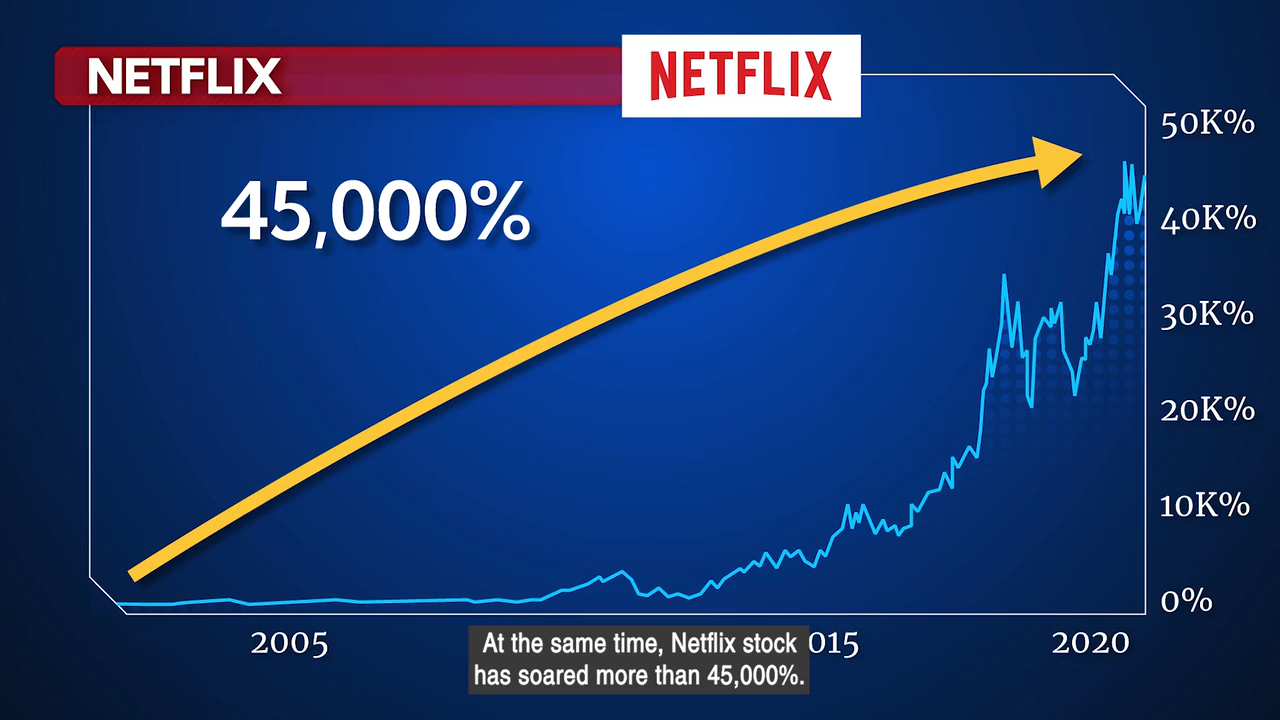 NETFLIX
NETFLIX
45,000%
50K%
40K%
30K%
20K%
10K%
0%
2005
015
2020
At the same time, Netflix stock
has soared more than 45,000%.